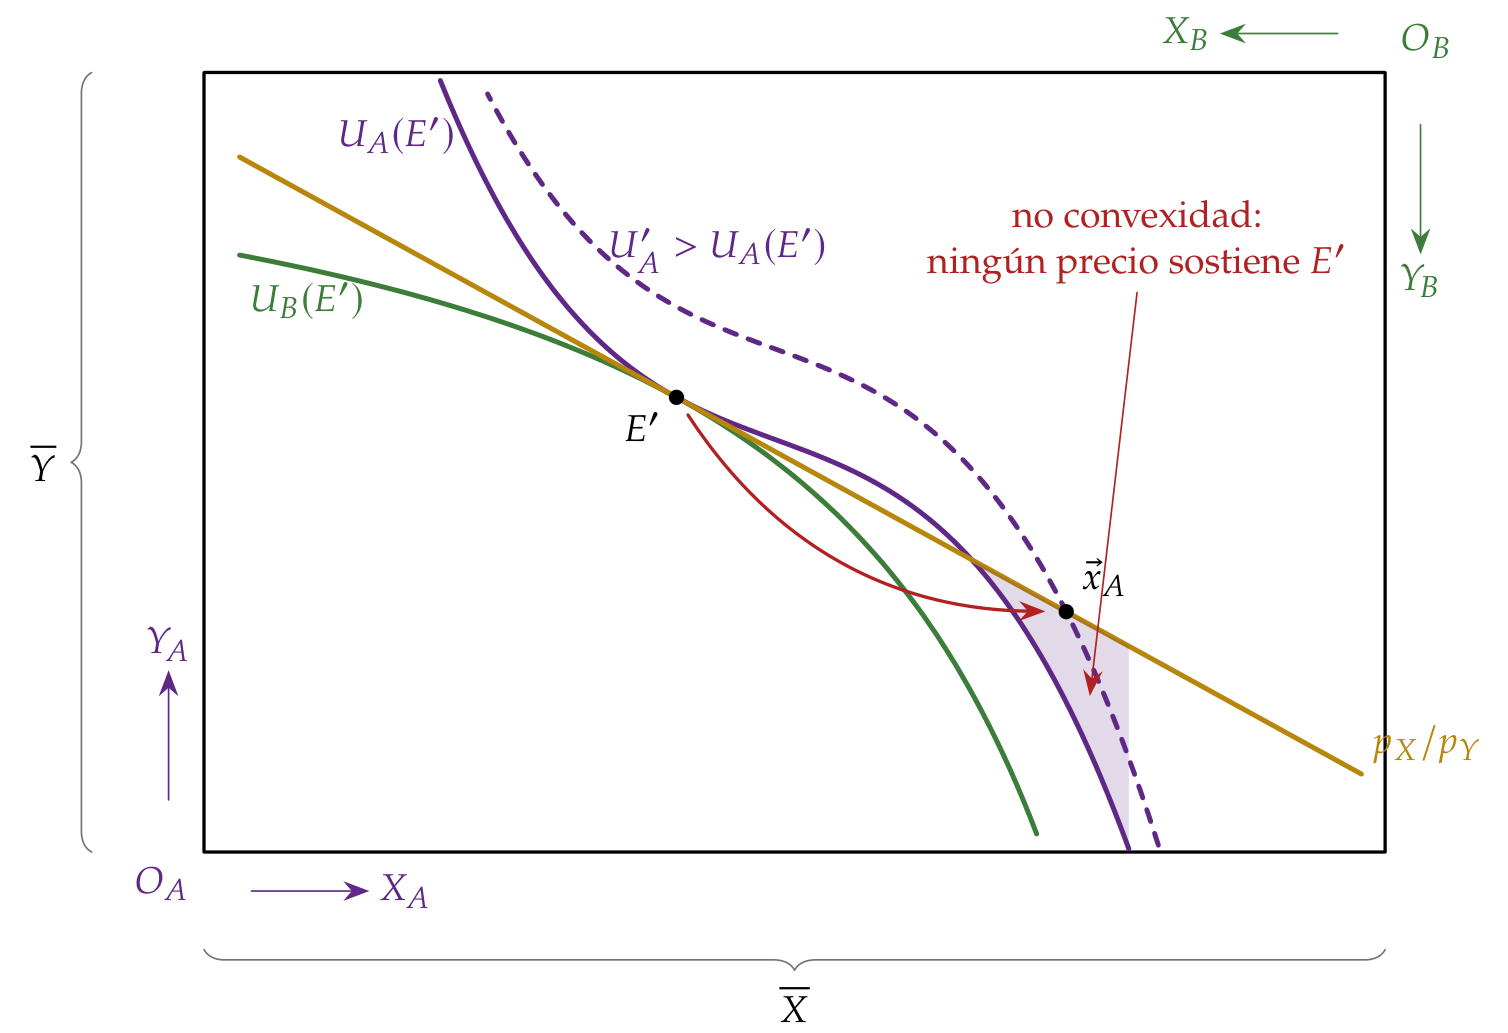 X_B
O_B
U_A(E′)
U′_A > U_A(E′)
no convexidad:
ningún precio sostiene E′
Y_B
U_B(E′)
E′
Y̅
x⃗_A
Y_A
p_X/p_Y
O_A
X_A
X̅